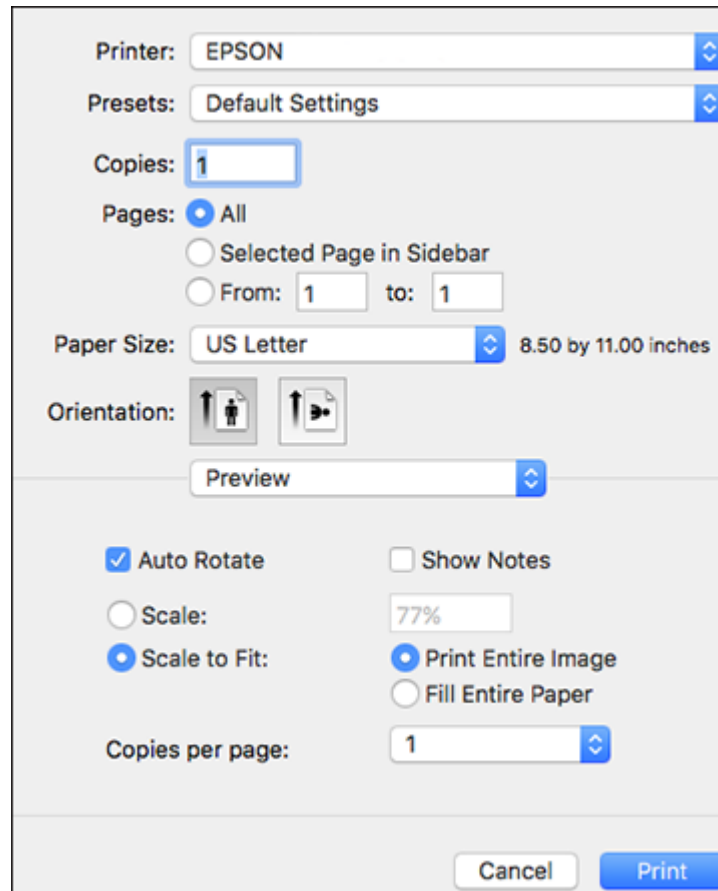 Printer: EPSON
Presets: Default Settings
Copies: 1
Pages: All
Selected Page in Sidebar
From: 1 to: 1
Paper Size: US Letter 8.50 by 11.00 inches
Orientation:
Preview
Auto Rotate Show Notes
Scale: 77%
Scale to Fit: Print Entire Image
Fill Entire Paper
Copies per page: 1
Cancel Print